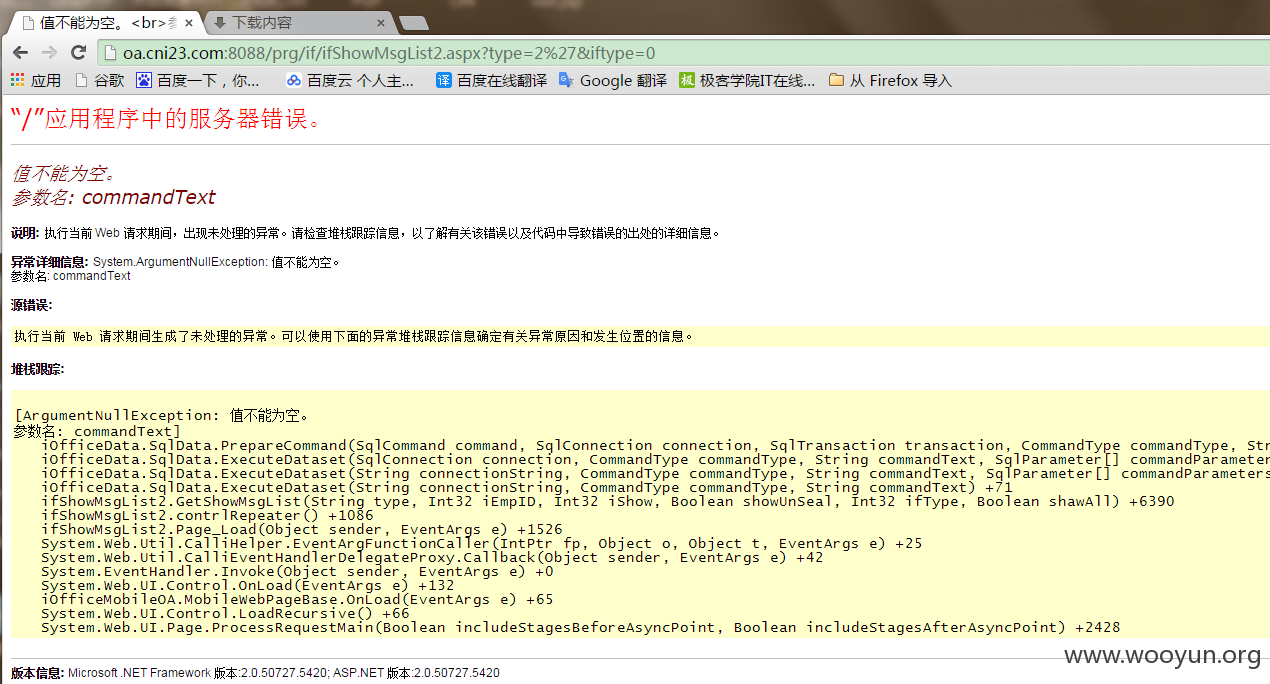 值不能为空。<br>参
下载内容
oa.cni23.com:8088/prg/if/ifShowMsgList2.aspx?type=2%27&iftype=0
应用 谷歌 百度一下，你... 百度云 个人主... 译 百度在线翻译 Google 翻译 极 极客学院IT在线... 从 Firefox 导入
“/”应用程序中的服务器错误。
值不能为空。
参数名: commandText
说明: 执行当前 Web 请求期间，出现未处理的异常。请检查堆栈跟踪信息，以了解有关该错误以及代码中导致错误的出处的详细信息。
异常详细信息: System.ArgumentNullException: 值不能为空。
参数名: commandText
源错误:
执行当前 Web 请求期间生成了未处理的异常。可以使用下面的异常堆栈跟踪信息确定有关异常原因和发生位置的信息。
堆栈跟踪:
[ArgumentNullException: 值不能为空。
参数名: commandText]
iOfficeData.SqlData.PrepareCommand(SqlCommand command, SqlConnection connection, SqlTransaction transaction, CommandType commandType, Str
iOfficeData.SqlData.ExecuteDataset(SqlConnection connection, CommandType commandType, String commandText, SqlParameter[] commandParameter
iOfficeData.SqlData.ExecuteDataset(String connectionString, CommandType commandType, String commandText, SqlParameter[] commandParameters
iOfficeData.SqlData.ExecuteDataset(String connectionString, CommandType commandType, String commandText) +71
ifShowMsgList2.GetShowMsgList(String type, Int32 iEmpID, Int32 iShow, Boolean showUnSeal, Int32 ifType, Boolean shawAll) +6390
ifShowMsgList2.contrlRepeater() +1086
ifShowMsgList2.Page_Load(Object sender, EventArgs e) +1526
System.Web.Util.CalliHelper.EventArgFunctionCaller(IntPtr fp, Object o, Object t, EventArgs e) +25
System.Web.Util.CalliEventHandlerDelegateProxy.Callback(Object sender, EventArgs e) +42
System.EventHandler.Invoke(Object sender, EventArgs e) +0
System.Web.UI.Control.OnLoad(EventArgs e) +132
iOfficeMobileOA.MobileWebPageBase.OnLoad(EventArgs e) +65
System.Web.UI.Control.LoadRecursive() +66
System.Web.UI.Page.ProcessRequestMain(Boolean includeStagesBeforeAsyncPoint, Boolean includeStagesAfterAsyncPoint) +2428
www.wooyun.org
版本信息: Microsoft .NET Framework 版本:2.0.50727.5420; ASP.NET 版本:2.0.50727.5420